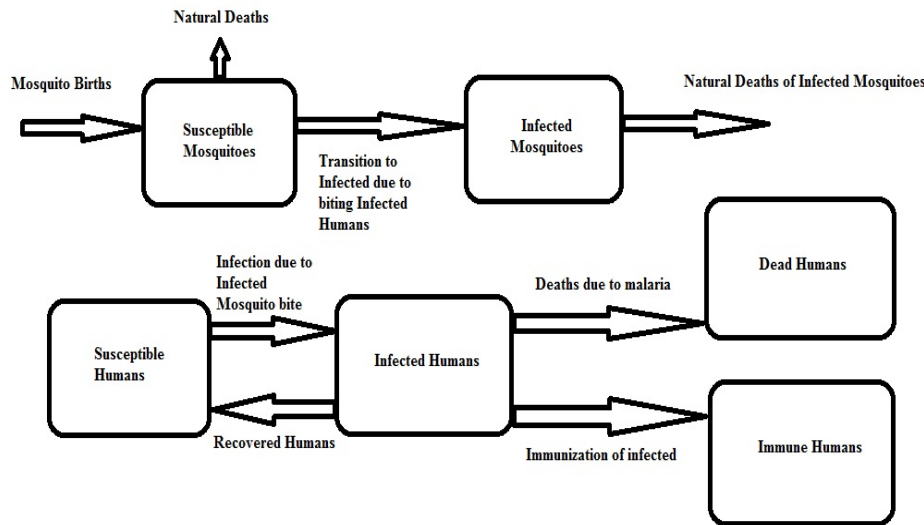 Natural Deaths
Mosquito Births
Natural Deaths of Infected Mosquitoes
Susceptible
Mosquitoes
Infected
Mosquitoes
Transition to
Infected due to
biting Infected
Humans
Infection due to
Infected
Mosquito bite
Deaths due to malaria
Dead Humans
Susceptible
Humans
Infected Humans
Recovered Humans
Immunization of infected
Immune Humans